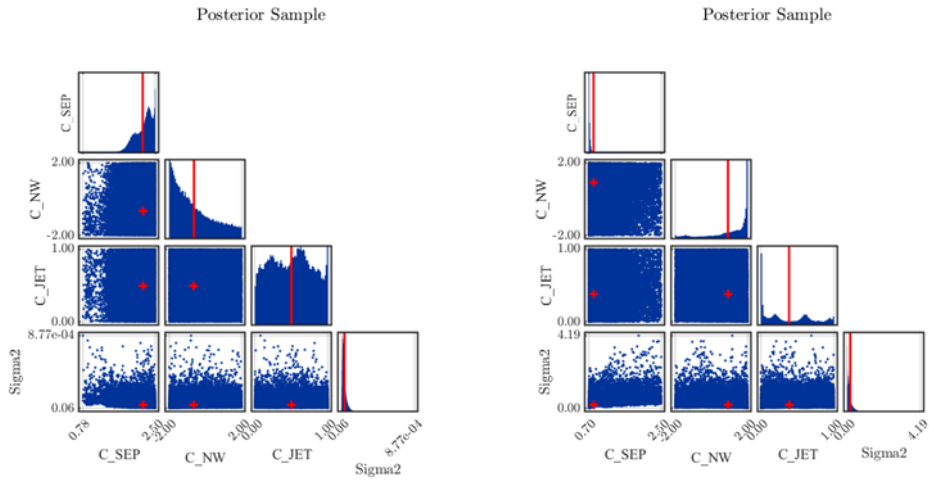 Posterior Sample
C_SEP
2.00
C_NW
-2.00
1.00
C_JET
0.00
8.77e-04
Sigma2
0.06
0.78
2.50
-2.00
2.00
0.00
1.00
0.06
8.77e-04
C_SEP
C_NW
C_JET
Sigma2
Posterior Sample
C_SEP
2.00
C_NW
-2.00
1.00
C_JET
0.00
4.19
Sigma2
0.00
0.70
2.50
-2.00
2.00
0.00
1.00
0.00
4.19
C_SEP
C_NW
C_JET
Sigma2